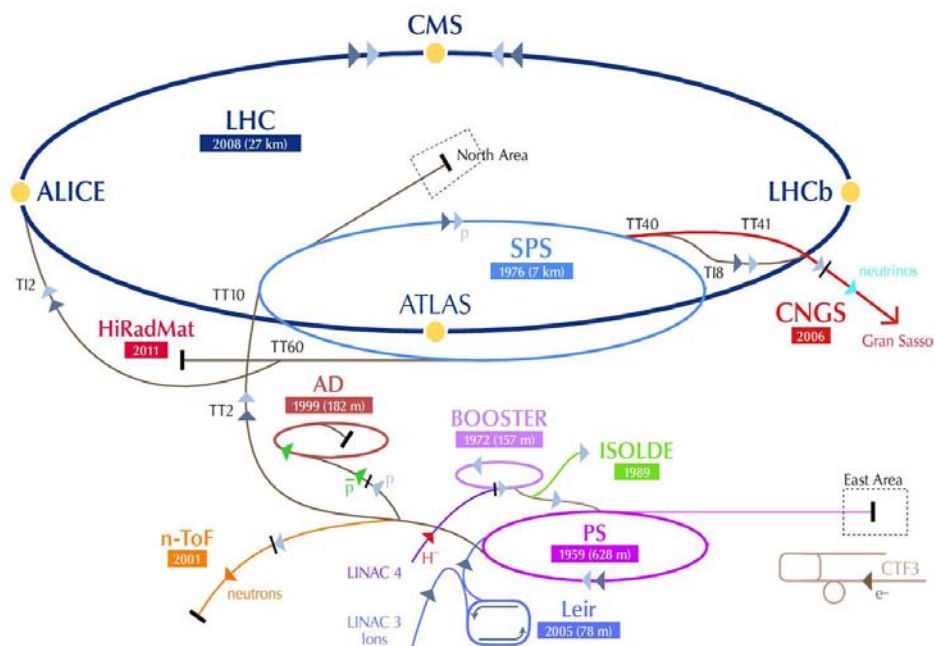 CMS
LHC
2008 (27 km)
North Area
ALICE
LHCb
TT40
TT41
p
SPS
1976 (7 km)
TI8
neutrinos
TI2
TT10
ATLAS
CNGS
2006
Gran Sasso
HiRadMat
2011
TT60
TT2
AD
1999 (182 m)
BOOSTER
1972 (157 m)
ISOLDE
1989
p̅
p
East Area
n-ToF
2001
PS
1959 (628 m)
H⁻
LINAC 4
neutrons
CTF3
e–
LINAC 3
Ions
Leir
2005 (78 m)